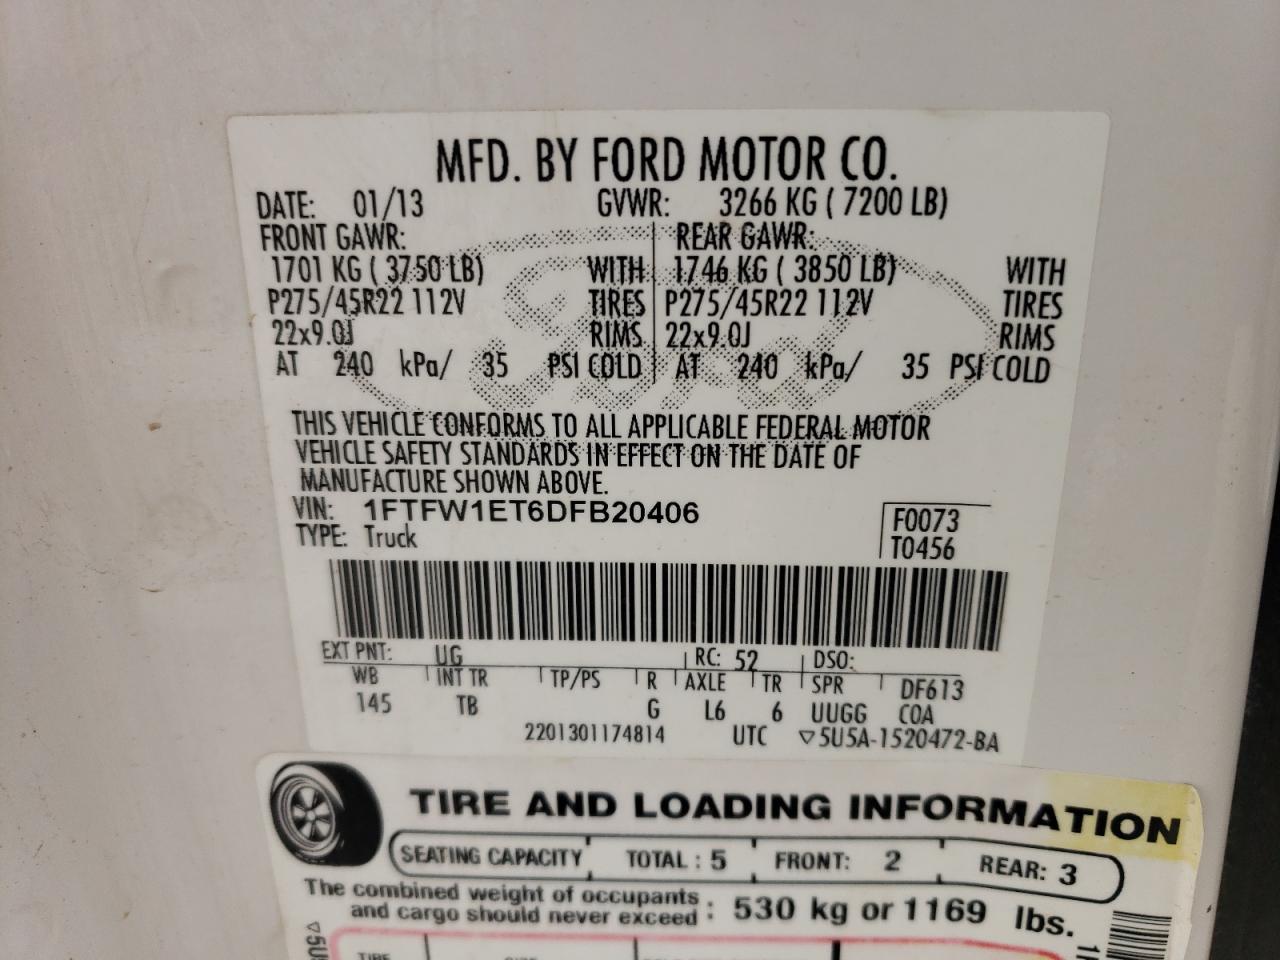 MFD. BY FORD MOTOR CO.
DATE: 01/13 GVWR: 3266 KG ( 7200 LB)
FRONT GAWR: REAR GAWR:
1701 KG ( 3750 LB) WITH 1746 KG ( 3850 LB) WITH
P275/45R22 112V TIRES P275/45R22 112V TIRES
22x9.0J RIMS 22x9.0J RIMS
AT 240 kPa/ 35 PSI COLD AT 240 kPa/ 35 PSI COLD
Ford
THIS VEHICLE CONFORMS TO ALL APPLICABLE FEDERAL MOTOR
VEHICLE SAFETY STANDARDS IN EFFECT ON THE DATE OF
MANUFACTURE SHOWN ABOVE.
VIN: 1FTFW1ET6DFB20406 F0073
TYPE: Truck T0456
EXT PNT: UG RC: 52 DSO:
WB INT TR TP/PS R AXLE TR SPR DF613
145 TB G L6 6 UUGG COA
2201301174814 UTC ▽5U5A-1520472-BA
TIRE AND LOADING INFORMATION
SEATING CAPACITY TOTAL : 5 FRONT: 2 REAR: 3
The combined weight of occupants
and cargo should never exceed : 530 kg or 1169 lbs.